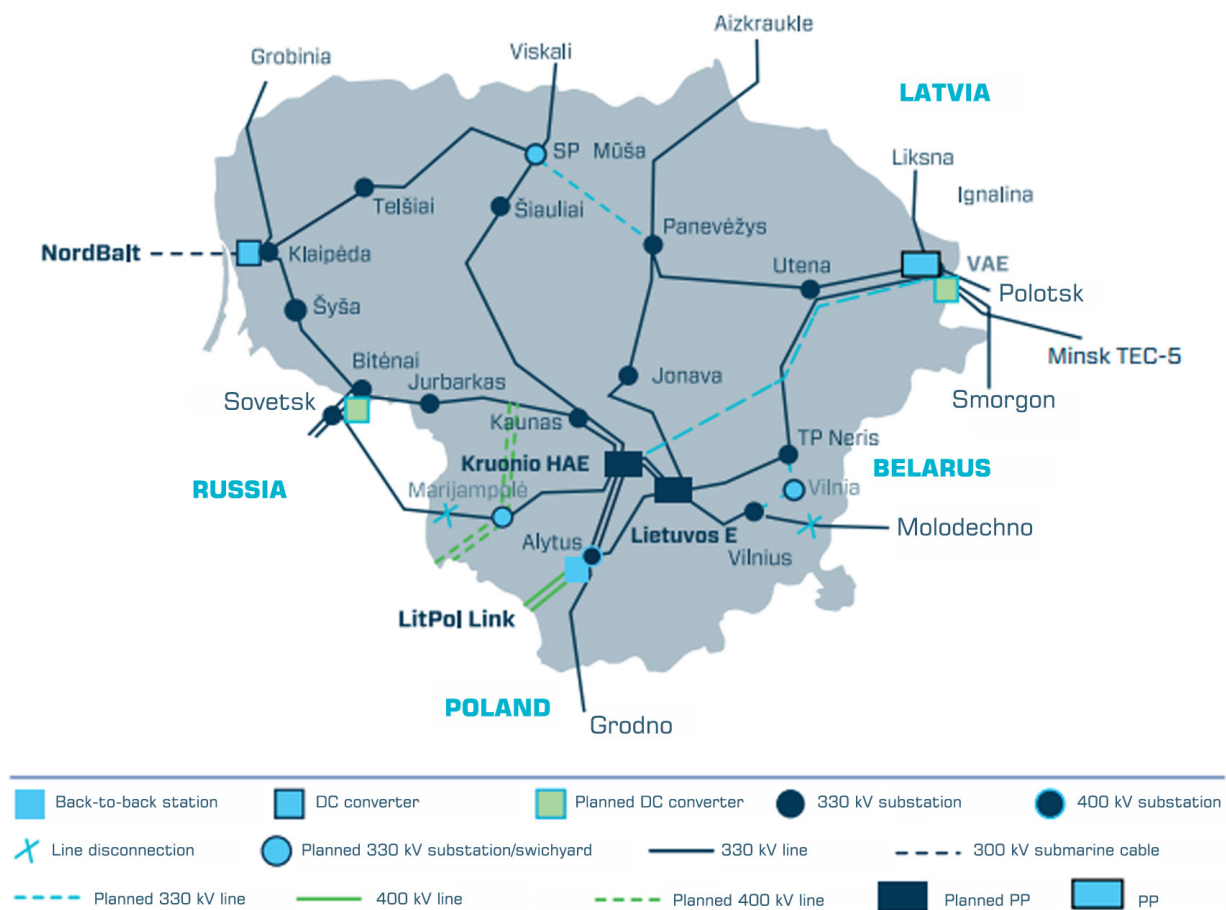 Aizkraukle
Viskali
Grobinia
LATVIA
SP Mūša
Liksna
Ignalina
Telšiai
Šiauliai
Panevėžys
NordBalt
Klaipėda
Utena
VAE
Polotsk
Šyša
Minsk TEC-5
Bitėnai
Jurbarkas
Jonava
Sovetsk
Smorgon
Kaunas
TP Neris
Kruonio HAE
BELARUS
RUSSIA
Marijampolė
Vilnia
Molodechno
Alytus
Lietuvos E
Vilnius
LitPol Link
POLAND
Grodno
Back-to-back station
DC converter
Planned DC converter
330 kV substation
400 kV substation
Line disconnection
Planned 330 kV substation/swichyard
330 kV line
300 kV submarine cable
Planned 330 kV line
400 kV line
Planned 400 kV line
Planned PP
PP